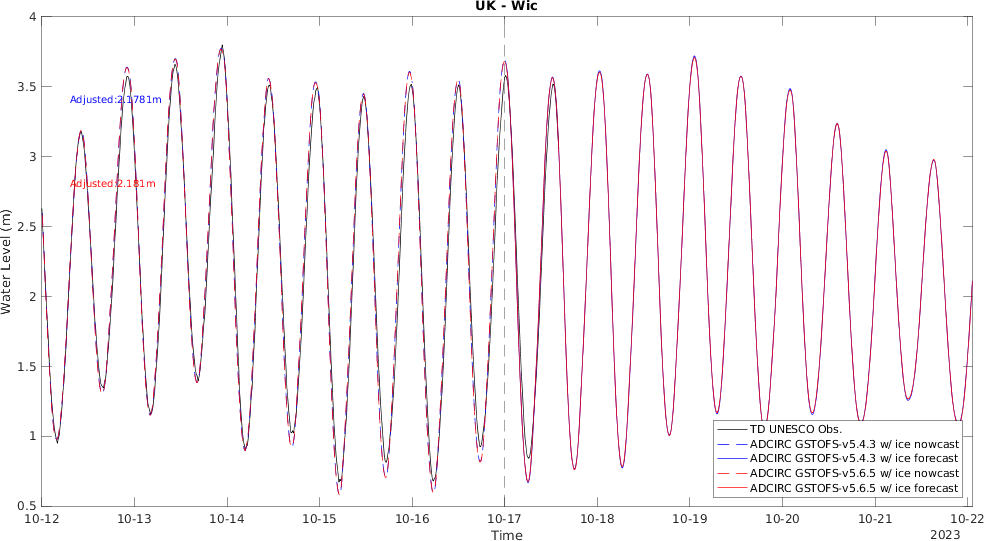 UK - Wic
4
3.5
3
2.5
2
1.5
1
0.5
Water Level (m)
Adjusted:2.1781m
Adjusted:2.181m
TD UNESCO Obs.
ADCIRC GSTOFS-v5.4.3 w/ ice nowcast
ADCIRC GSTOFS-v5.4.3 w/ ice forecast
ADCIRC GSTOFS-v5.6.5 w/ ice nowcast
ADCIRC GSTOFS-v5.6.5 w/ ice forecast
10-12 10-13 10-14 10-15 10-16 10-17 10-18 10-19 10-20 10-21 10-22
Time
2023